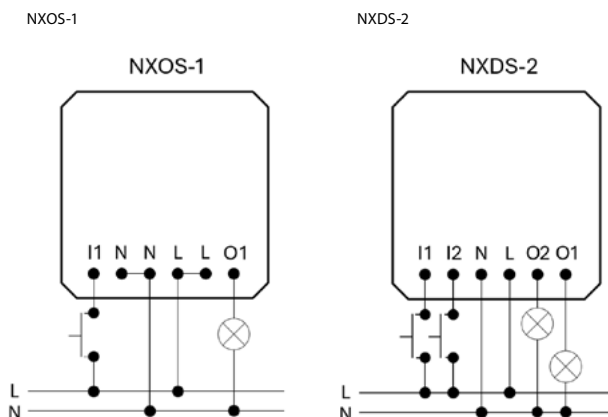 NXOS-1
NXDS-2
NXOS-1
NXDS-2
I1 N N L L O1
I1 I2 N L O2 O1
L
N
L
N